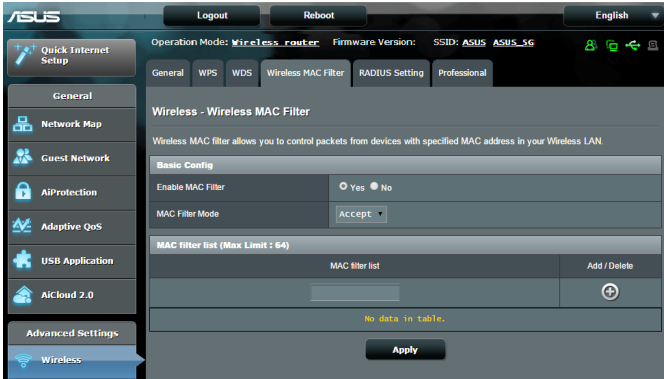 ASUS Logout Reboot English
Quick Internet Setup
Operation Mode: Wireless router Firmware Version: SSID: ASUS ASUS_5G
General WPS WDS Wireless MAC Filter RADIUS Setting Professional
General
Network Map
Guest Network
AiProtection
Adaptive QoS
USB Application
AiCloud 2.0
Advanced Settings
Wireless
Wireless - Wireless MAC Filter
Wireless MAC filter allows you to control packets from devices with specified MAC address in your Wireless LAN.
Basic Config
Enable MAC Filter Yes No
MAC Filter Mode Accept
MAC filter list (Max Limit : 64)
MAC filter list Add / Delete
No data in table.
Apply